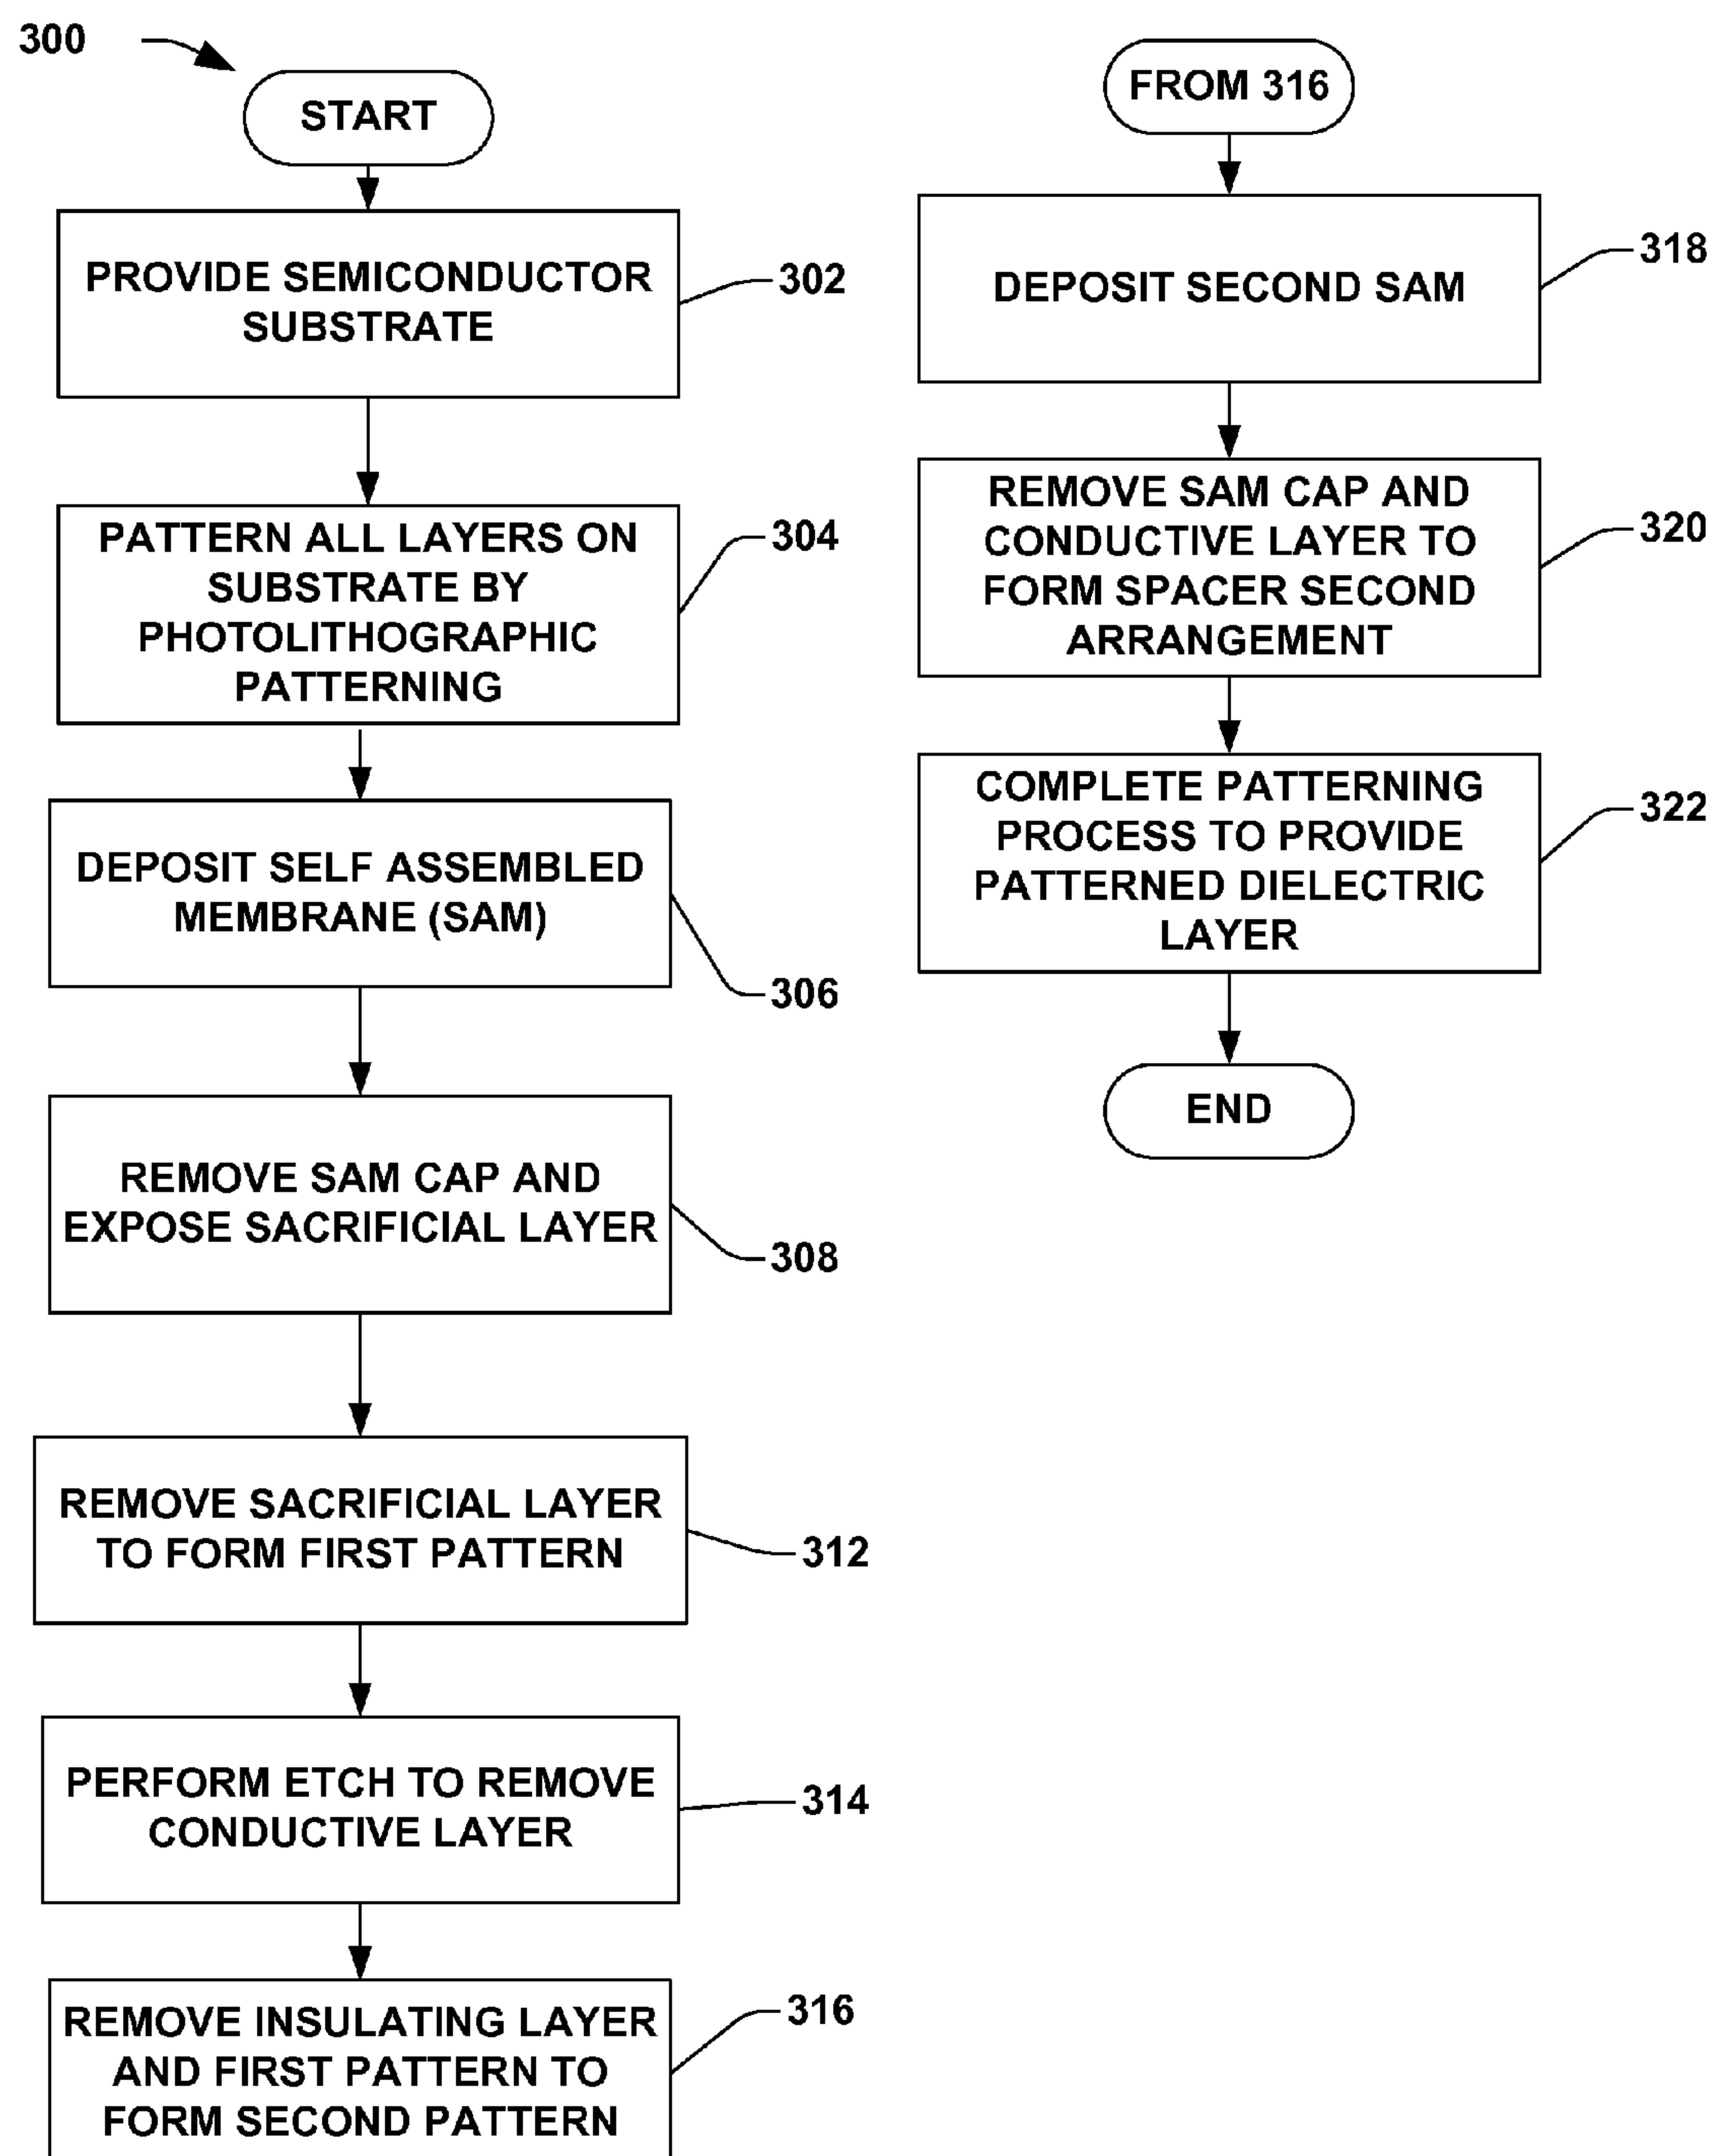 300
START
PROVIDE SEMICONDUCTOR
SUBSTRATE
302
PATTERN ALL LAYERS ON
SUBSTRATE BY
PHOTOLITHOGRAPHIC
PATTERNING
304
DEPOSIT SELF ASSEMBLED
MEMBRANE (SAM)
306
REMOVE SAM CAP AND
EXPOSE SACRIFICIAL LAYER
308
REMOVE SACRIFICIAL LAYER
TO FORM FIRST PATTERN
312
PERFORM ETCH TO REMOVE
CONDUCTIVE LAYER
314
REMOVE INSULATING LAYER
AND FIRST PATTERN TO
FORM SECOND PATTERN
316
FROM 316
DEPOSIT SECOND SAM
318
REMOVE SAM CAP AND
CONDUCTIVE LAYER TO
FORM SPACER SECOND
ARRANGEMENT
320
COMPLETE PATTERNING
PROCESS TO PROVIDE
PATTERNED DIELECTRIC
LAYER
322
END